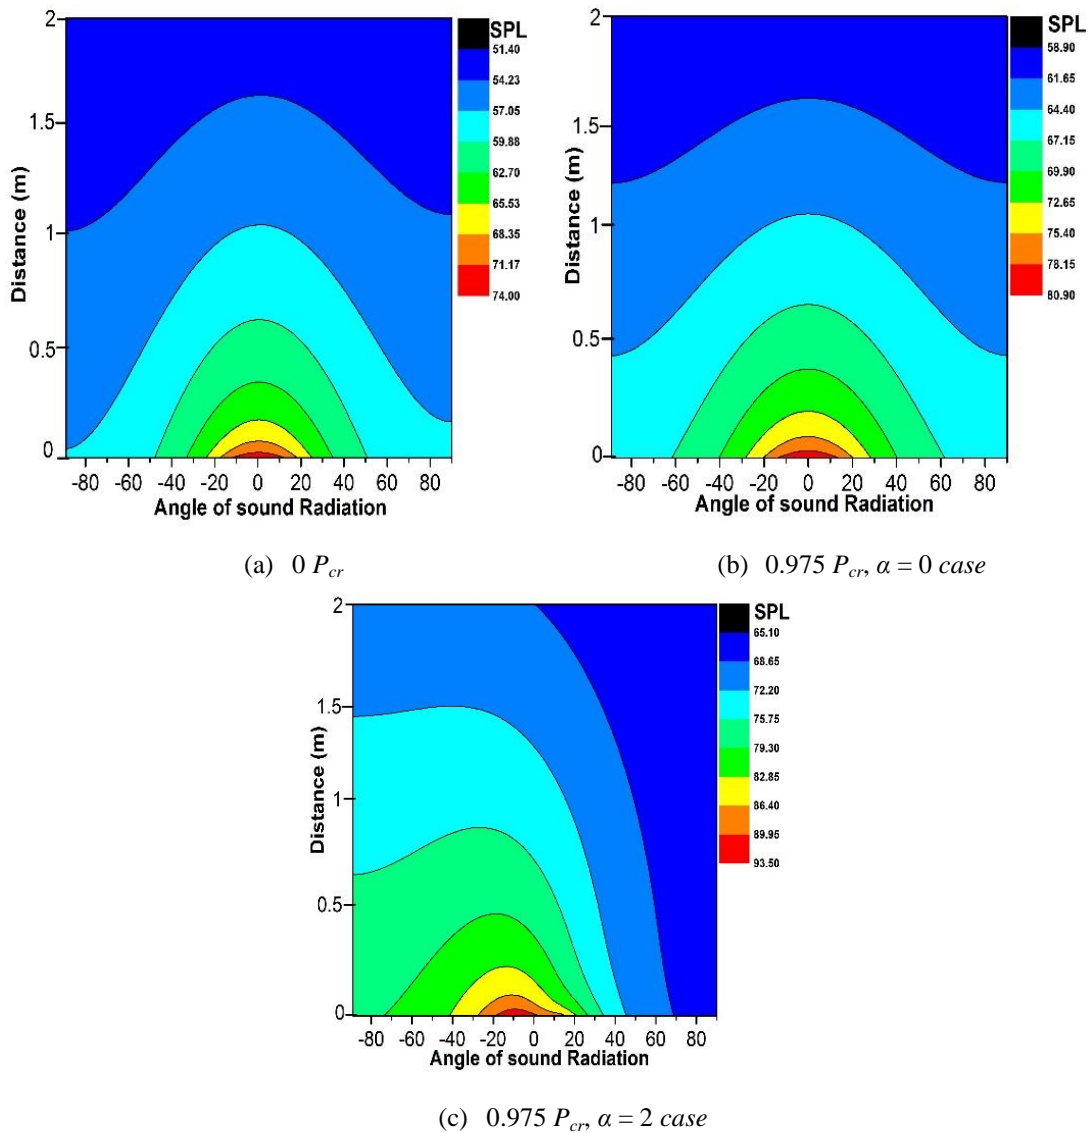 2
1.5
1
0.5
0
Distance (m)
-80 -60 -40 -20 0 20 40 60 80
Angle of sound Radiation
SPL
51.40
54.23
57.05
59.88
62.70
65.53
68.35
71.17
74.00
(a) 0 Pcr
2
1.5
1
0.5
0
Distance (m)
-80 -60 -40 -20 0 20 40 60 80
Angle of sound Radiation
SPL
58.90
61.65
64.40
67.15
69.90
72.65
75.40
78.15
80.90
(b) 0.975 Pcr, α = 0 case
2
1.5
1
0.5
0
Distance (m)
-80 -60 -40 -20 0 20 40 60 80
Angle of sound Radiation
SPL
65.10
68.65
72.20
75.75
79.30
82.85
86.40
89.95
93.50
(c) 0.975 Pcr, α = 2 case